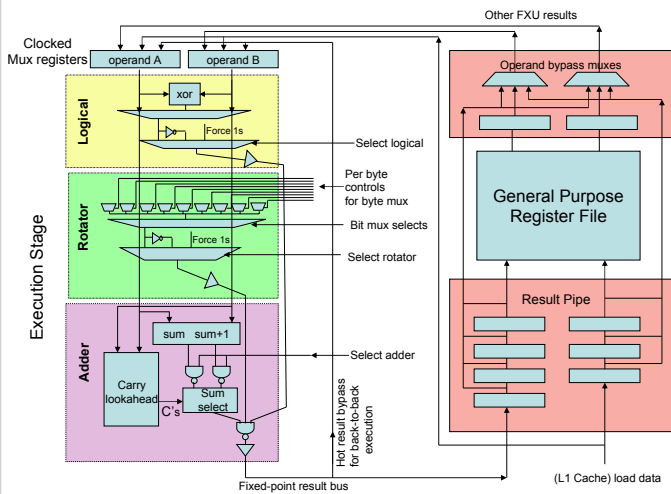 Other FXU results
Clocked
Mux registers
operand A
operand B
Operand bypass muxes
Logical
xor
Force 1s
Select logical
Per byte
controls
for byte mux
General Purpose
Register File
Execution Stage
Rotator
Bit mux selects
Force 1s
Select rotator
Result Pipe
Adder
sum sum+1
Select adder
Carry
lookahead
C's
Sum
select
Hot result bypass
for back-to-back
execution
Fixed-point result bus
(L1 Cache) load data